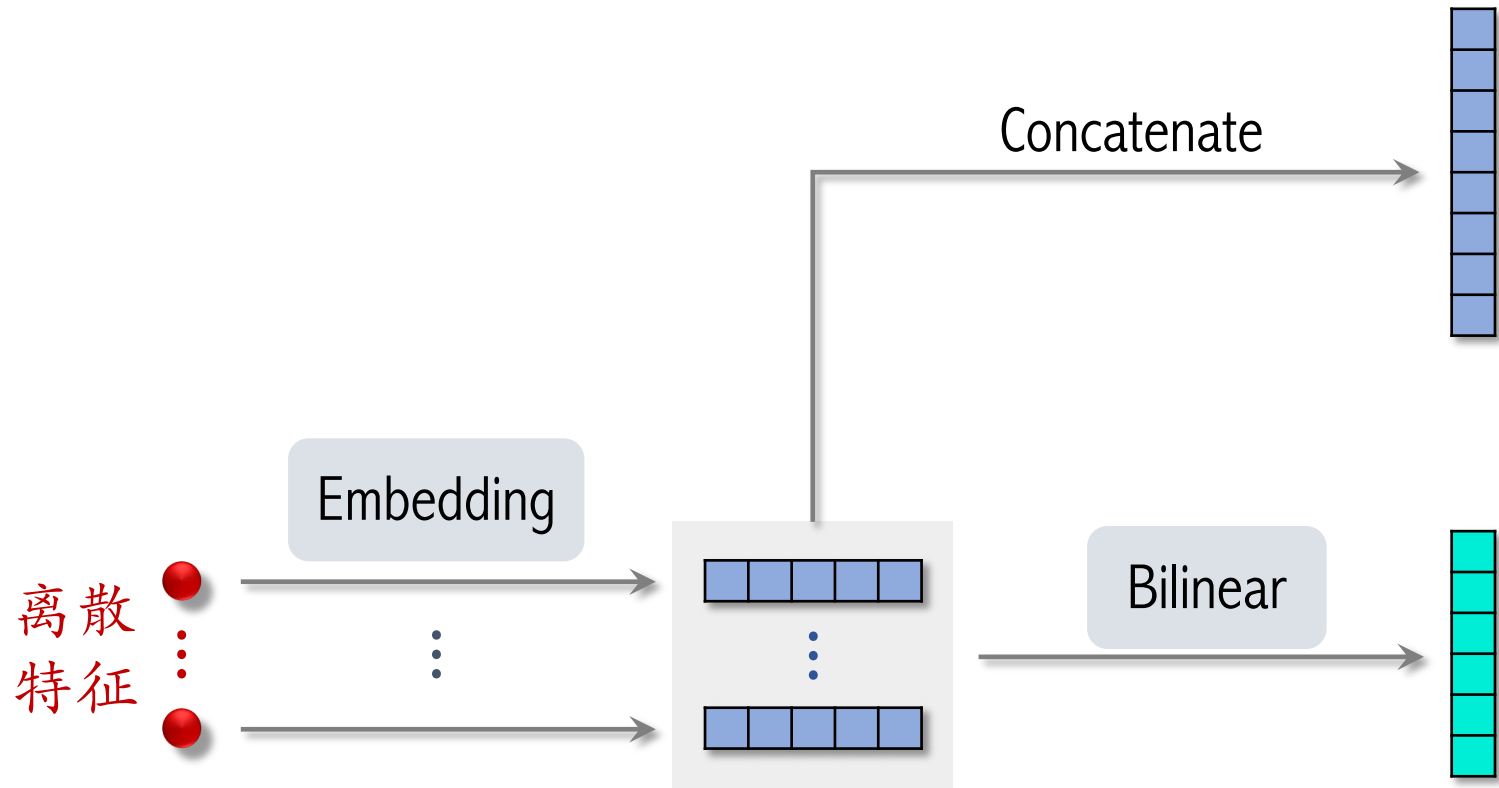 Concatenate
Embedding
Bilinear
离散
特征